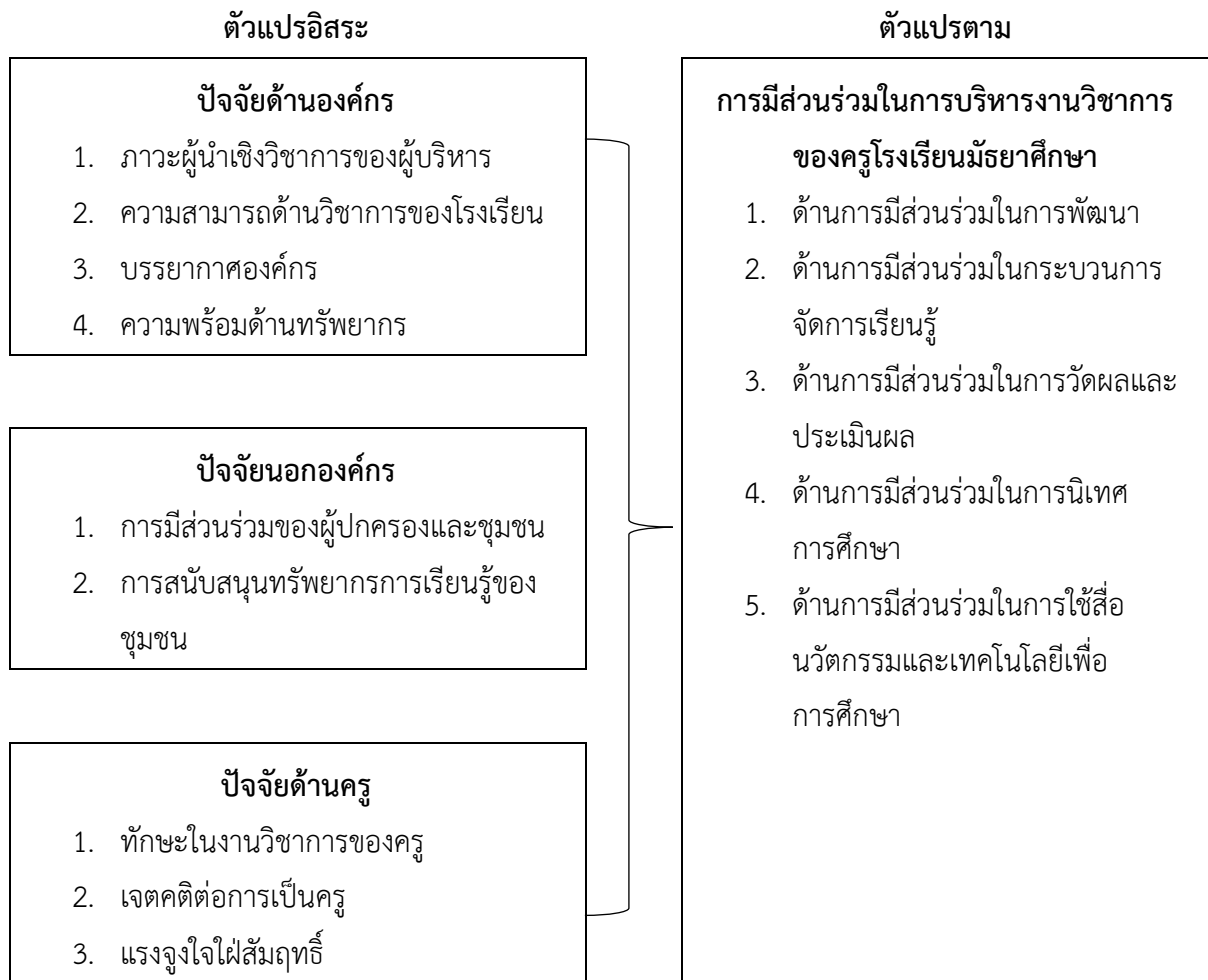 ตัวแปรอิสระ
ปัจจัยด้านองค์กร
1. ภาวะผู้นำเชิงวิชาการของผู้บริหาร
2. ความสามารถด้านวิชาการของโรงเรียน
3. บรรยากาศองค์กร
4. ความพร้อมด้านทรัพยากร
ปัจจัยนอกองค์กร
1. การมีส่วนร่วมของผู้ปกครองและชุมชน
2. การสนับสนุนทรัพยากรการเรียนรู้ของ
ชุมชน
ปัจจัยด้านครู
1. ทักษะในงานวิชาการของครู
2. เจตคติต่อการเป็นครู
3. แรงจูงใจใฝ่สัมฤทธิ์
ตัวแปรตาม
การมีส่วนร่วมในการบริหารงานวิชาการ
ของครูโรงเรียนมัธยาศึกษา
1. ด้านการมีส่วนร่วมในการพัฒนา
2. ด้านการมีส่วนร่วมในกระบวนการ
จัดการเรียนรู้
3. ด้านการมีส่วนร่วมในการวัดผลและ
ประเมินผล
4. ด้านการมีส่วนร่วมในการนิเทศ
การศึกษา
5. ด้านการมีส่วนร่วมในการใช้สื่อ
นวัตกรรมและเทคโนโลยีเพื่อ
การศึกษา